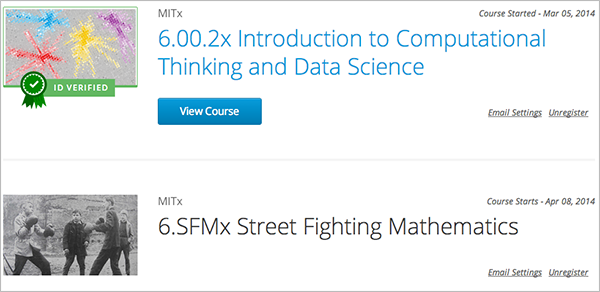 MITx
Course Started - Mar 05, 2014
6.00.2x Introduction to Computational
Thinking and Data Science
ID VERIFIED
View Course
Email Settings Unregister
MITx
Course Starts - Apr 08, 2014
6.SFMx Street Fighting Mathematics
Email Settings Unregister